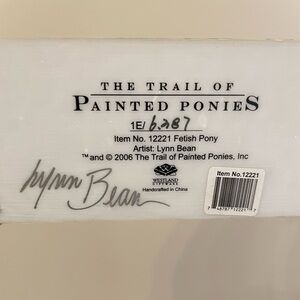 THE TRAIL OF
PAINTED PONIES
1E/ 6,287
Item No. 12221 Fetish Pony
Artist: Lynn Bean
™ and © 2006 The Trail of Painted Ponies, Inc
WESTLAND
GIFTWARE
Handcrafted in China
Lynn Bean
Item No.12221